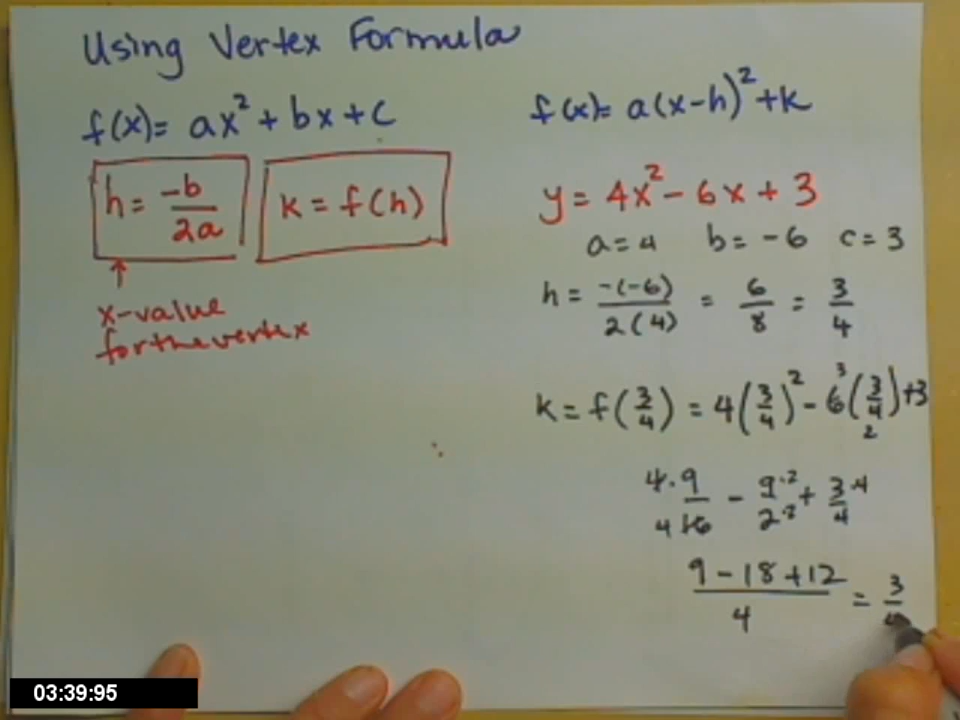 Using Vertex Formula
f(x)= ax² + bx + c
h = -b/2a
k = f(h)
↑
x-value
for the vertex
f(x)= a(x-h)² + k
y = 4x² - 6x + 3
a = 4 b = -6 c = 3
h = -(-6)/2(4) = 6/8 = 3/4
k = f(3/4) = 4(3/4)² - 6³(3/4)₂ + 3
4·9/4 16 - 9·2/2·2 + 3·4/4
9 - 18 + 12/4 = 3/4
03:39:95